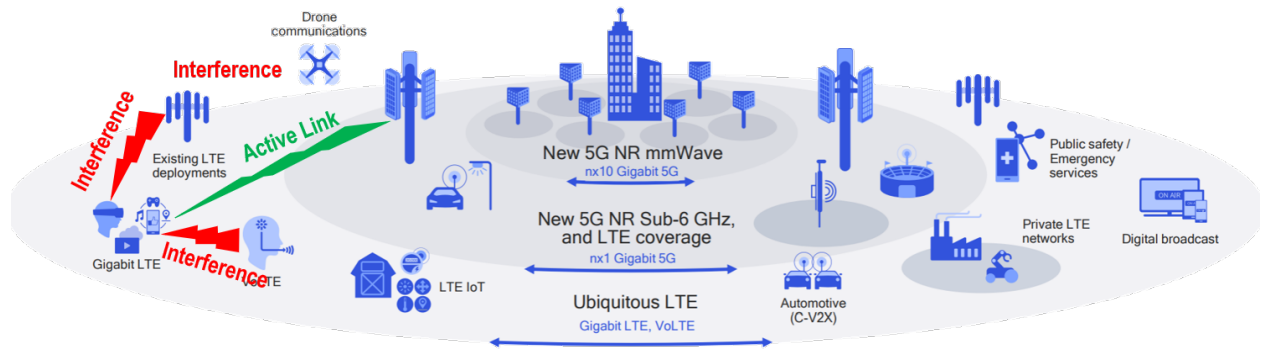 Drone
communications
Interference
Interference
Active Link
Existing LTE
deployments
Gigabit LTE
Interference
VoLTE
LTE IoT
New 5G NR mmWave
nx10 Gigabit 5G
New 5G NR Sub-6 GHz,
and LTE coverage
nx1 Gigabit 5G
Ubiquitous LTE
Gigabit LTE, VoLTE
Automotive
(C-V2X)
Public safety /
Emergency
services
Private LTE
networks
ON AIR
Digital broadcast